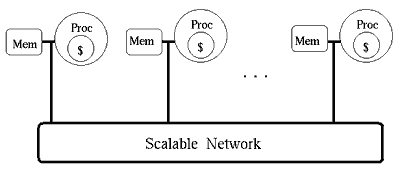 Mem Proc $
Mem Proc $
Mem Proc $
. . .
Scalable Network